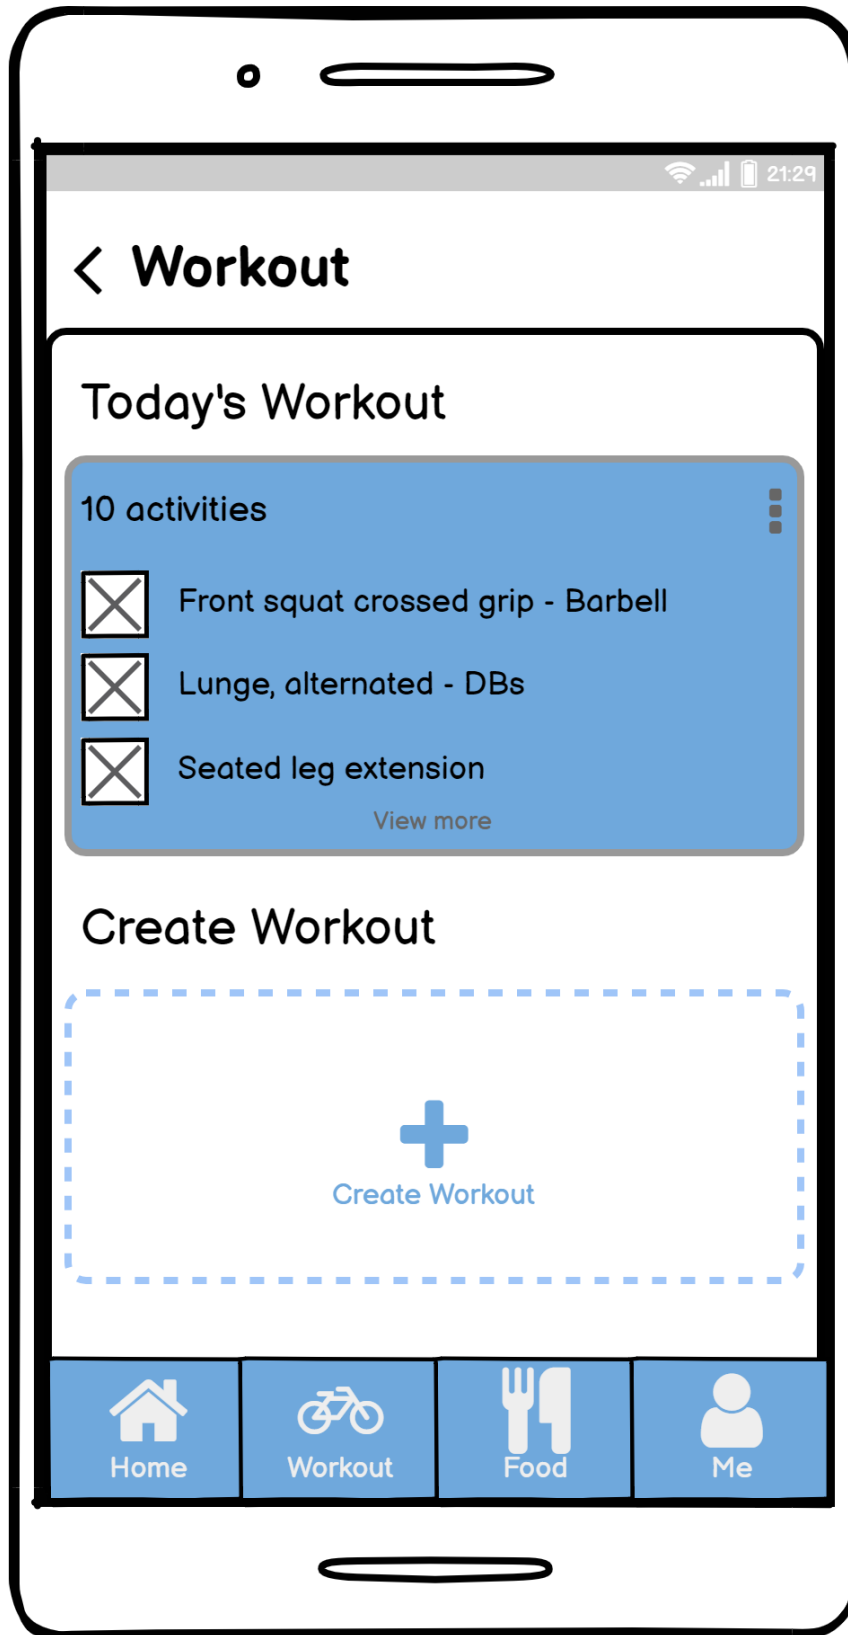 21:29
Workout
Today's Workout
10 activities
Front squat crossed grip - Barbell
Lunge, alternated - DBs
Seated leg extension
View more
Create Workout
Create Workout
Home
Workout
Food
Me